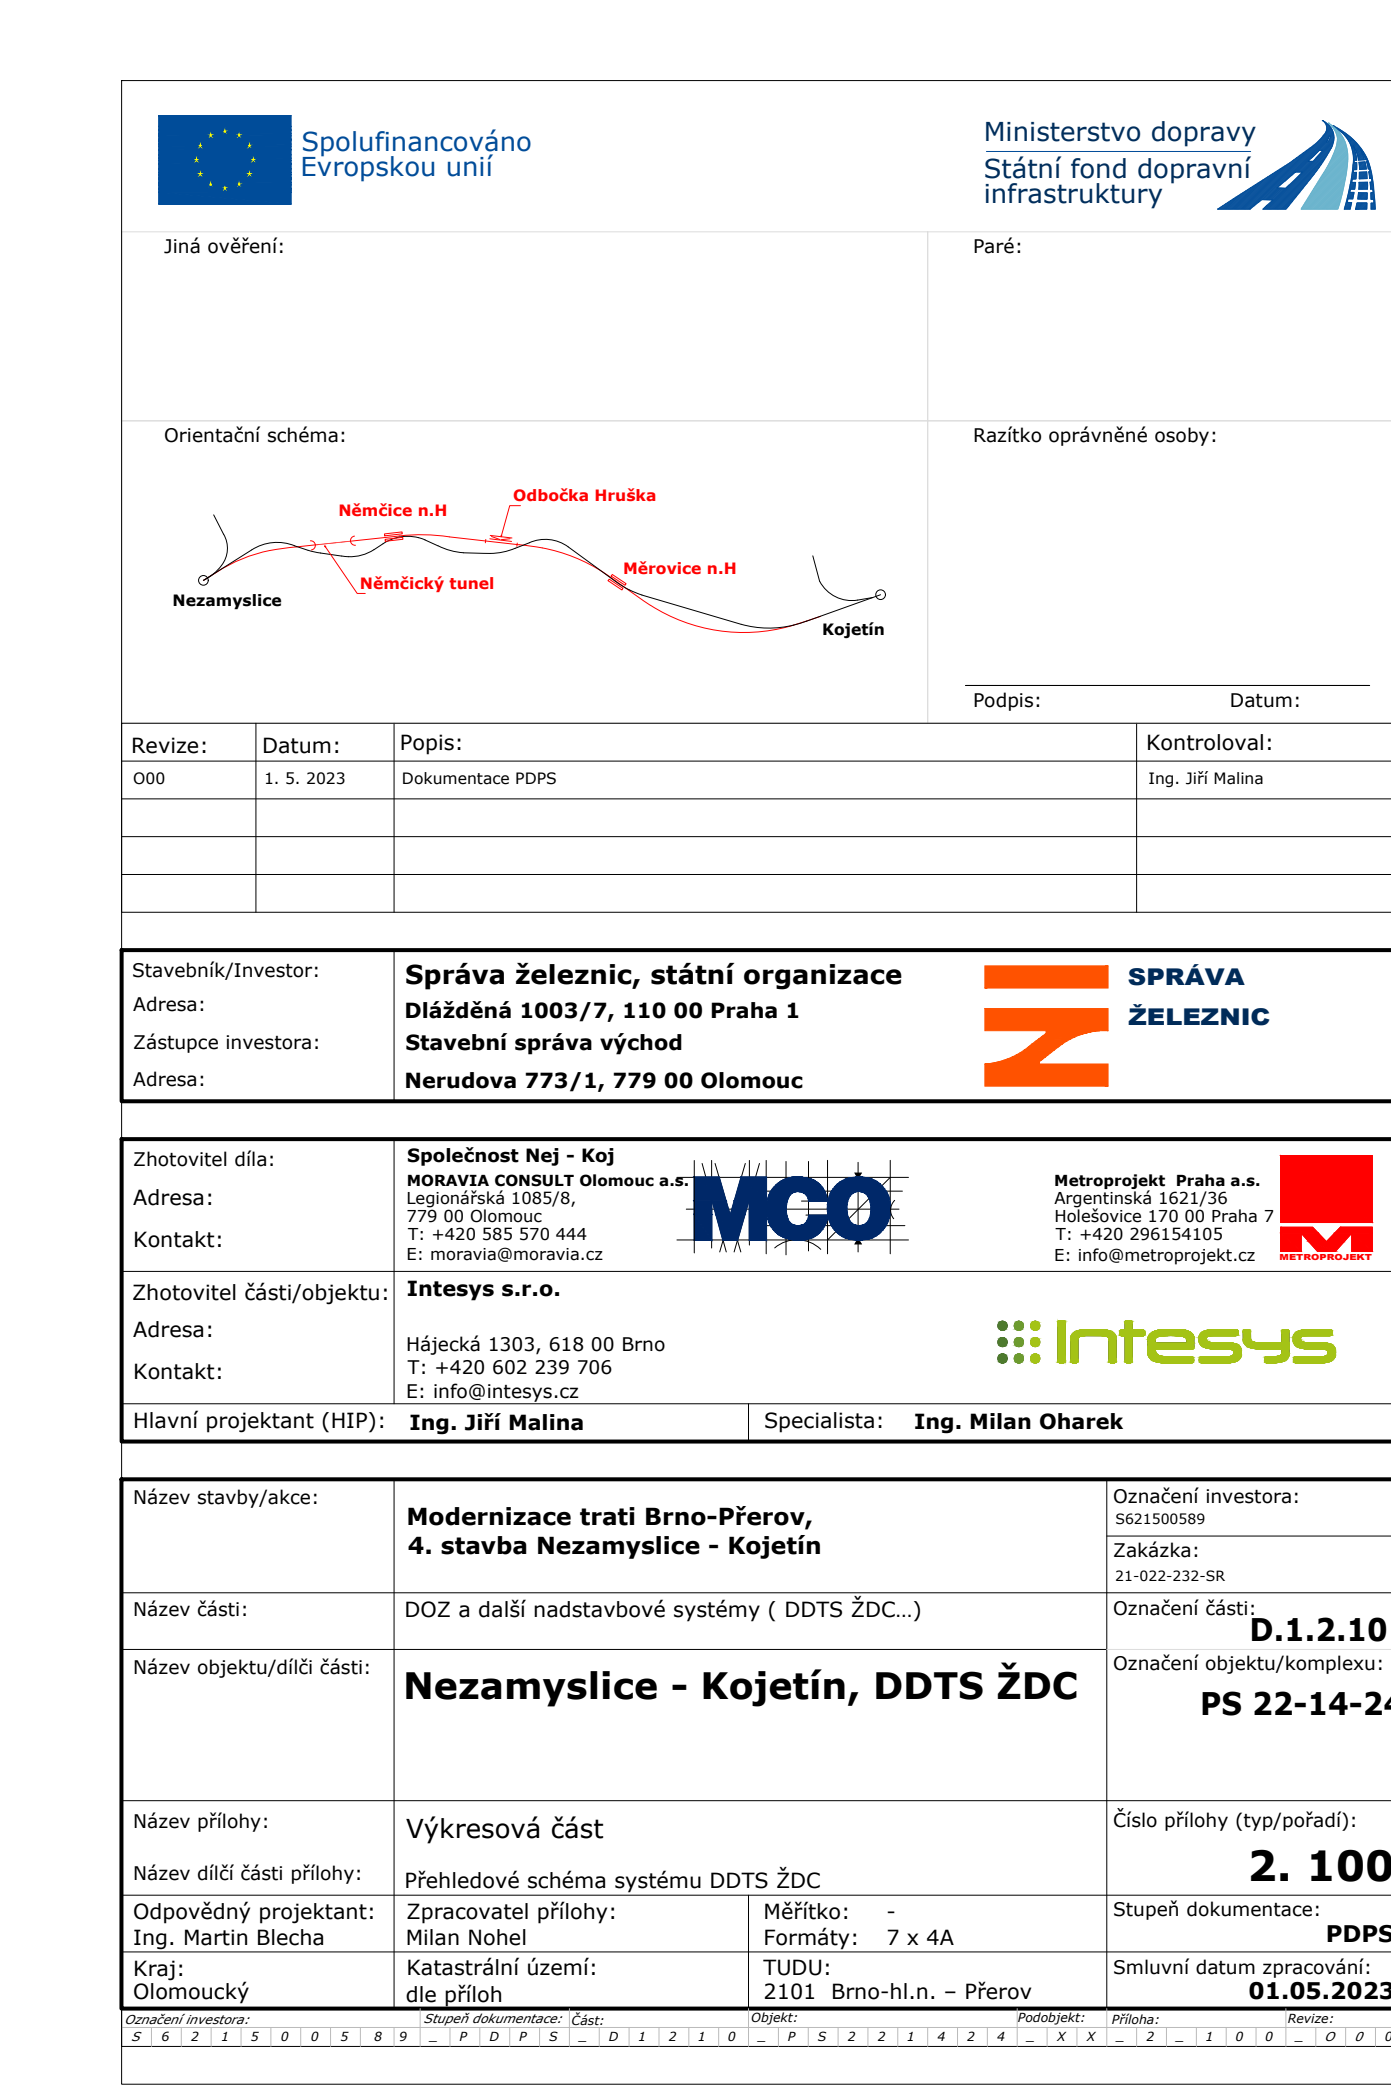 Spolufinancováno
Evropskou unií
Ministerstvo dopravy
Státní fond dopravní
infrastruktury
Jiná ověření:
Paré:
Orientační schéma:
Razítko oprávněné osoby:
Odbočka Hruška
Němčice n.H
Měrovice n.H
Němčický tunel
Nezamyslice
Kojetín
Podpis: Datum:
Revize: Datum: Popis: Kontroloval:
O00 1. 5. 2023 Dokumentace PDPS Ing. Jiří Malina
Stavebník/Investor: Správa železnic, státní organizace
Adresa: Dlážděná 1003/7, 110 00 Praha 1
Zástupce investora: Stavební správa východ
Adresa: Nerudova 773/1, 779 00 Olomouc
SPRÁVA
ŽELEZNIC
Zhotovitel díla:
Adresa:
Kontakt:
Společnost Nej - Koj
MORAVIA CONSULT Olomouc a.s.
Legionářská 1085/8,
779 00 Olomouc
T: +420 585 570 444
E: moravia@moravia.cz
MCO
Metroprojekt  Praha a.s.
Argentinská 1621/36
Holešovice 170 00 Praha 7
T: +420 296154105
E: info@metroprojekt.cz
METROPROJEKT
Zhotovitel části/objektu: Intesys s.r.o.
Adresa:
Kontakt:
Hájecká 1303, 618 00 Brno
T: +420 602 239 706
E: info@intesys.cz
Intesys
Hlavní projektant (HIP): Ing. Jiří Malina Specialista: Ing. Milan Oharek
Název stavby/akce:
Modernizace trati Brno-Přerov,
4. stavba Nezamyslice - Kojetín
Označení investora:
S621500589
Zakázka:
21-022-232-SR
Název části: DOZ a další nadstavbové systémy ( DDTS ŽDC...)
Označení části:
D.1.2.10
Název objektu/dílči části: Nezamyslice - Kojetín, DDTS ŽDC
Označení objektu/komplexu:
PS 22-14-24
Název přílohy: Výkresová část
Číslo přílohy (typ/pořadí):
2. 100
Název dílčí části přílohy: Přehledové schéma systému DDTS ŽDC
Odpovědný projektant: Zpracovatel přílohy: Měřítko: - Stupeň dokumentace:
Ing. Martin Blecha Milan Nohel Formáty: 7 x 4A PDPS
Kraj: Katastrální území: TUDU: Smluvní datum zpracování:
Olomoucký dle příloh 2101  Brno-hl.n. – Přerov 01.05.2023
Označení investora: Stupeň dokumentace: Část: Objekt: Podobjekt: Příloha: Revize:
S 6 2 1 5 0 0 5 8 9 _ P D P S _ D 1 2 1 0 _ P S 2 2 1 4 2 4 _ X X _ 2 _ 1 0 0 _ O 0 0